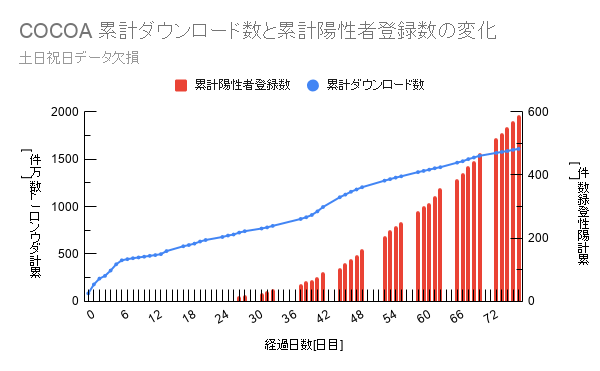 COCOA 累計ダウンロード数と累計陽性者登録数の変化
土日祝日データ欠損
累計陽性者登録数 累計ダウンロード数
累計ダウンロード数[万件]
2000
1500
1000
500
0
600
400
200
0
累計陽性登録数[件]
0 6 12 18 24 30 36 42 48 54 60 66 72
経過日数[日目]